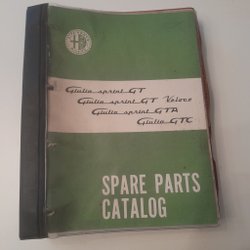 Giulia sprint GT
Giulia sprint GT Veloce
Giulia sprint GTA
Giulia GTC
SPARE PARTS
CATALOG